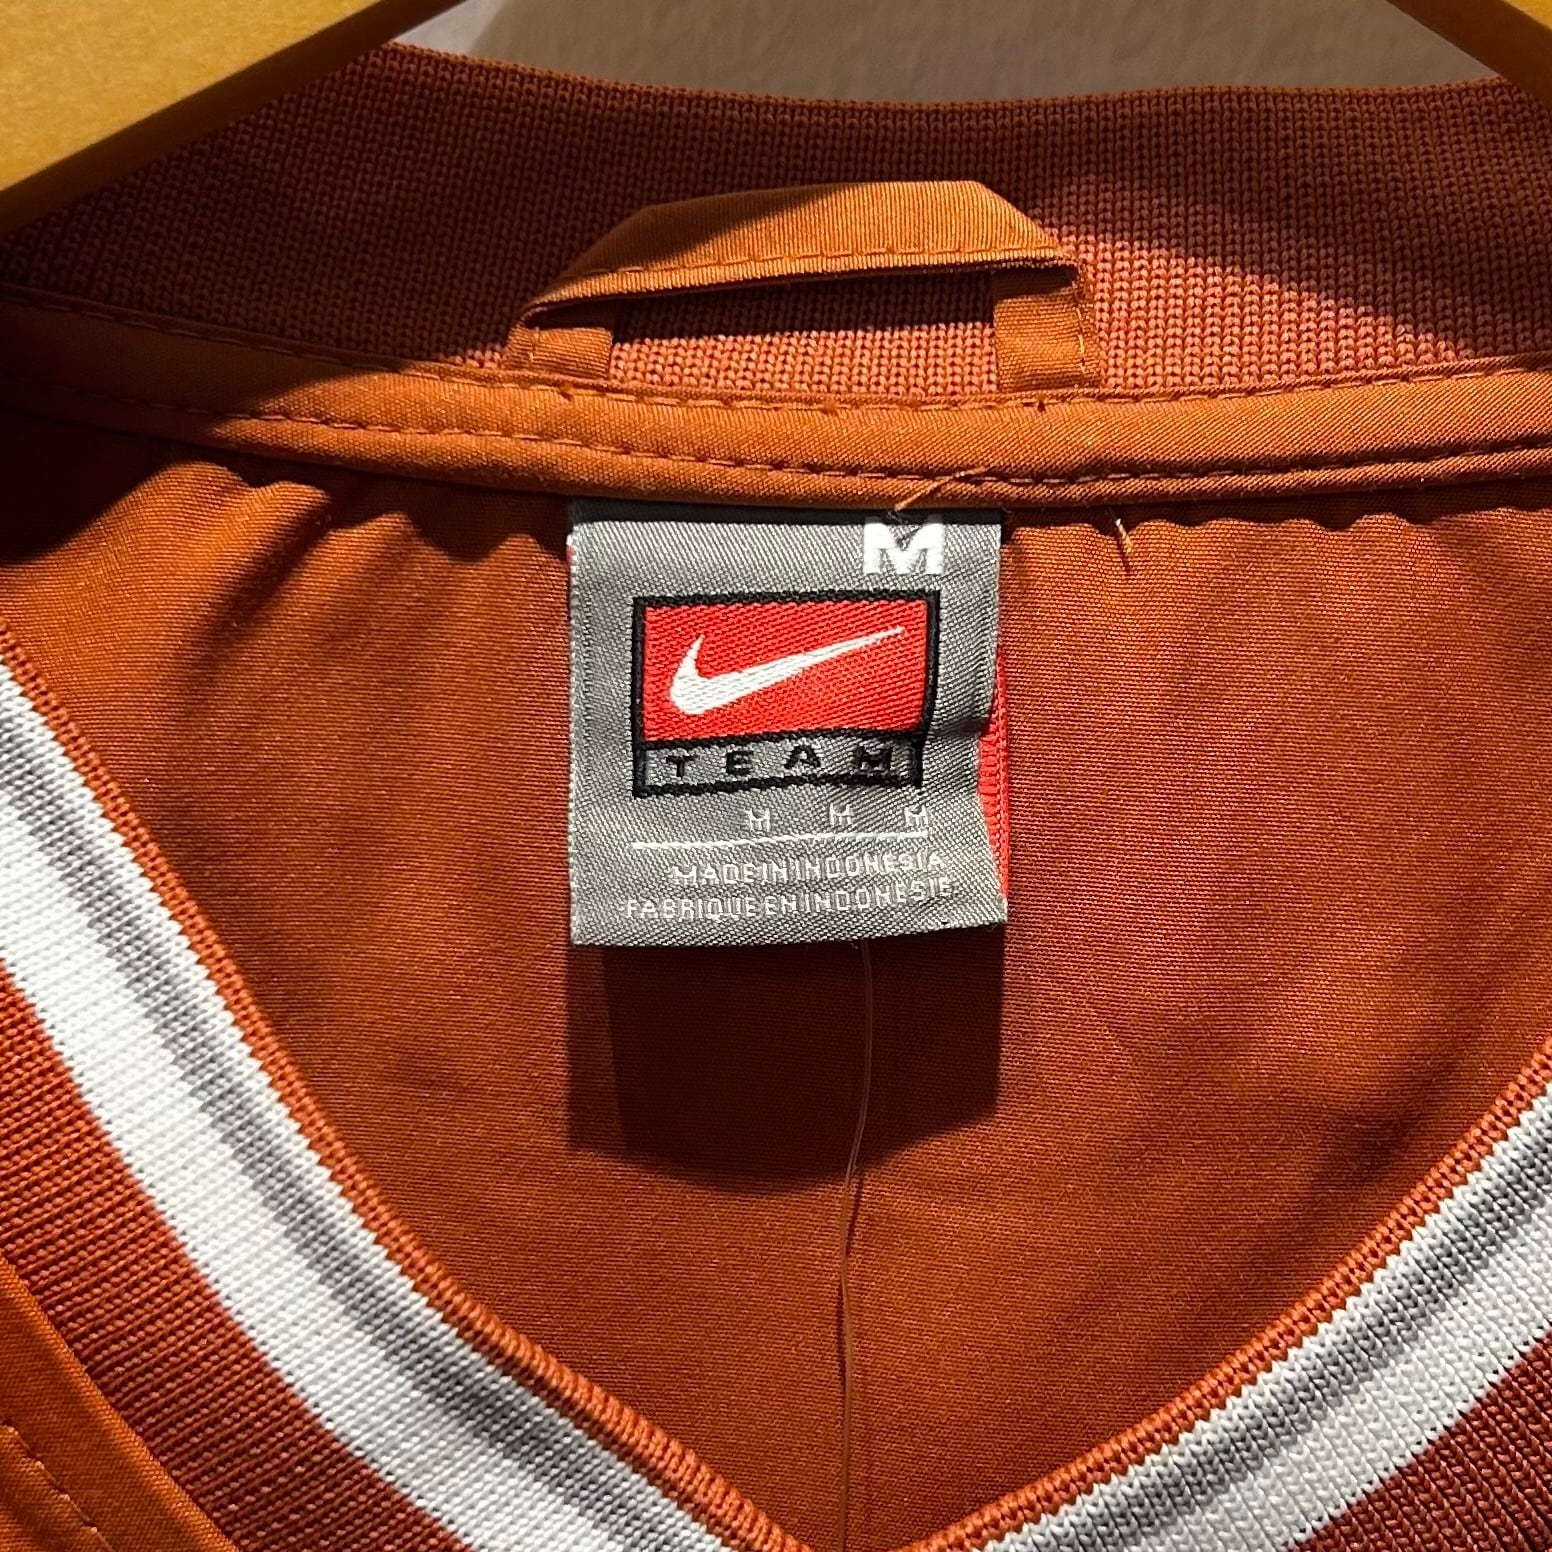 M
TEAM
M M M
MADE IN INDONESIA
FABRIQUE EN INDONESIE